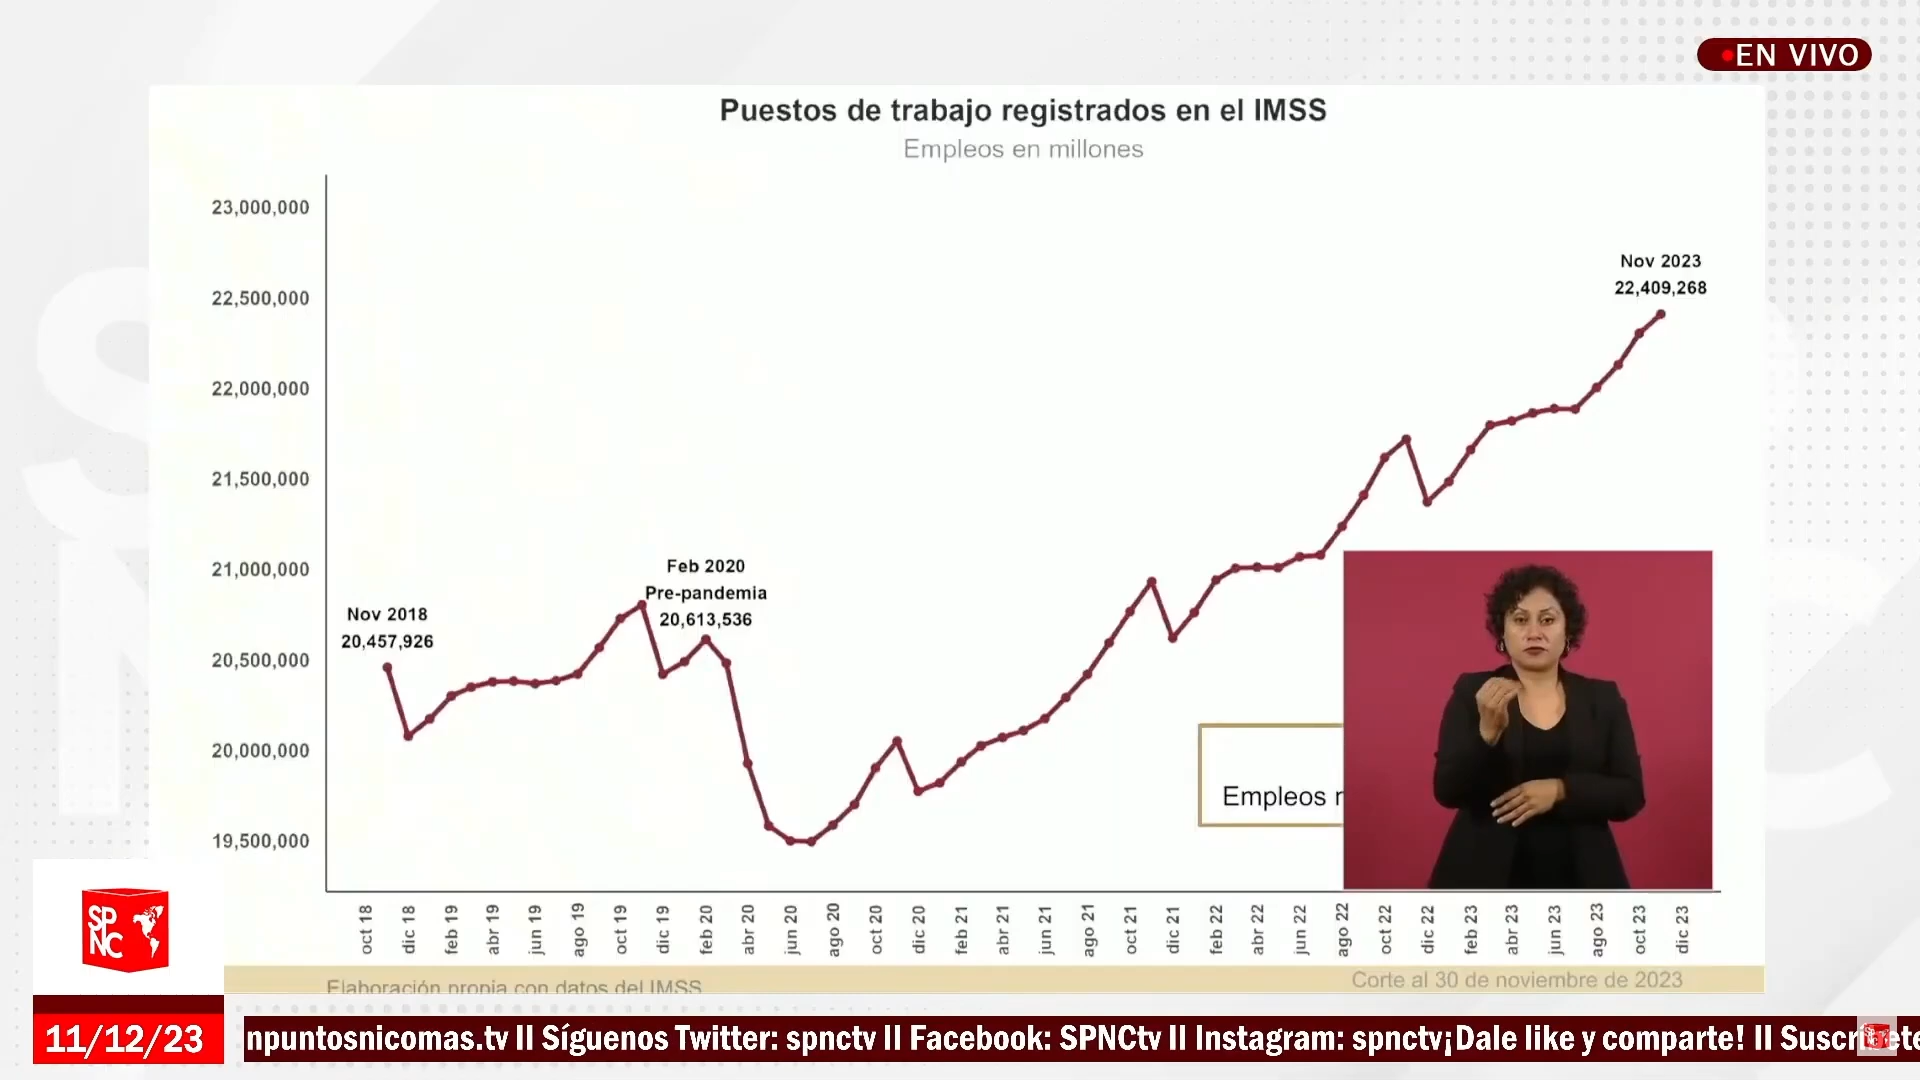 EN VIVO
Puestos de trabajo registrados en el IMSS
Empleos en millones
23,000,000
22,500,000
22,000,000
21,500,000
21,000,000
20,500,000
20,000,000
19,500,000
Nov 2018
20,457,926
Feb 2020
Pre-pandemia
20,613,536
Nov 2023
22,409,268
Empleos
oct 18
dic 18
feb 19
abr 19
jun 19
ago 19
oct 19
dic 19
feb 20
abr 20
jun 20
ago 20
oct 20
dic 20
feb 21
abr 21
jun 21
ago 21
oct 21
dic 21
feb 22
abr 22
jun 22
ago 22
oct 22
dic 22
feb 23
abr 23
jun 23
ago 23
oct 23
dic 23
Elaboración propia con datos del IMSS
Corte al 30 de noviembre de 2023
SP
NC
11/12/23
npuntosnicomas.tv II Síguenos Twitter: spnctv II Facebook: SPNCtv II Instagram: spnctv¡Dale like y comparte! II